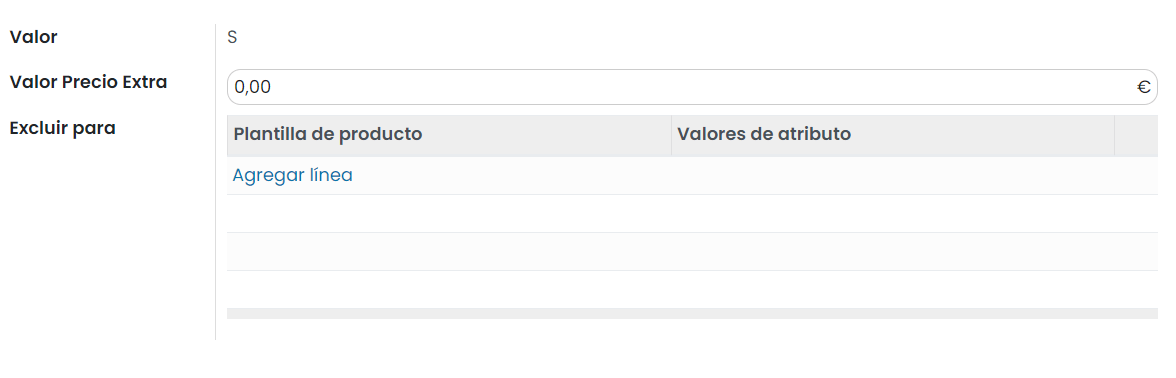 Valor S
Valor Precio Extra 0,00 €
Excluir para Plantilla de producto Valores de atributo
Agregar línea